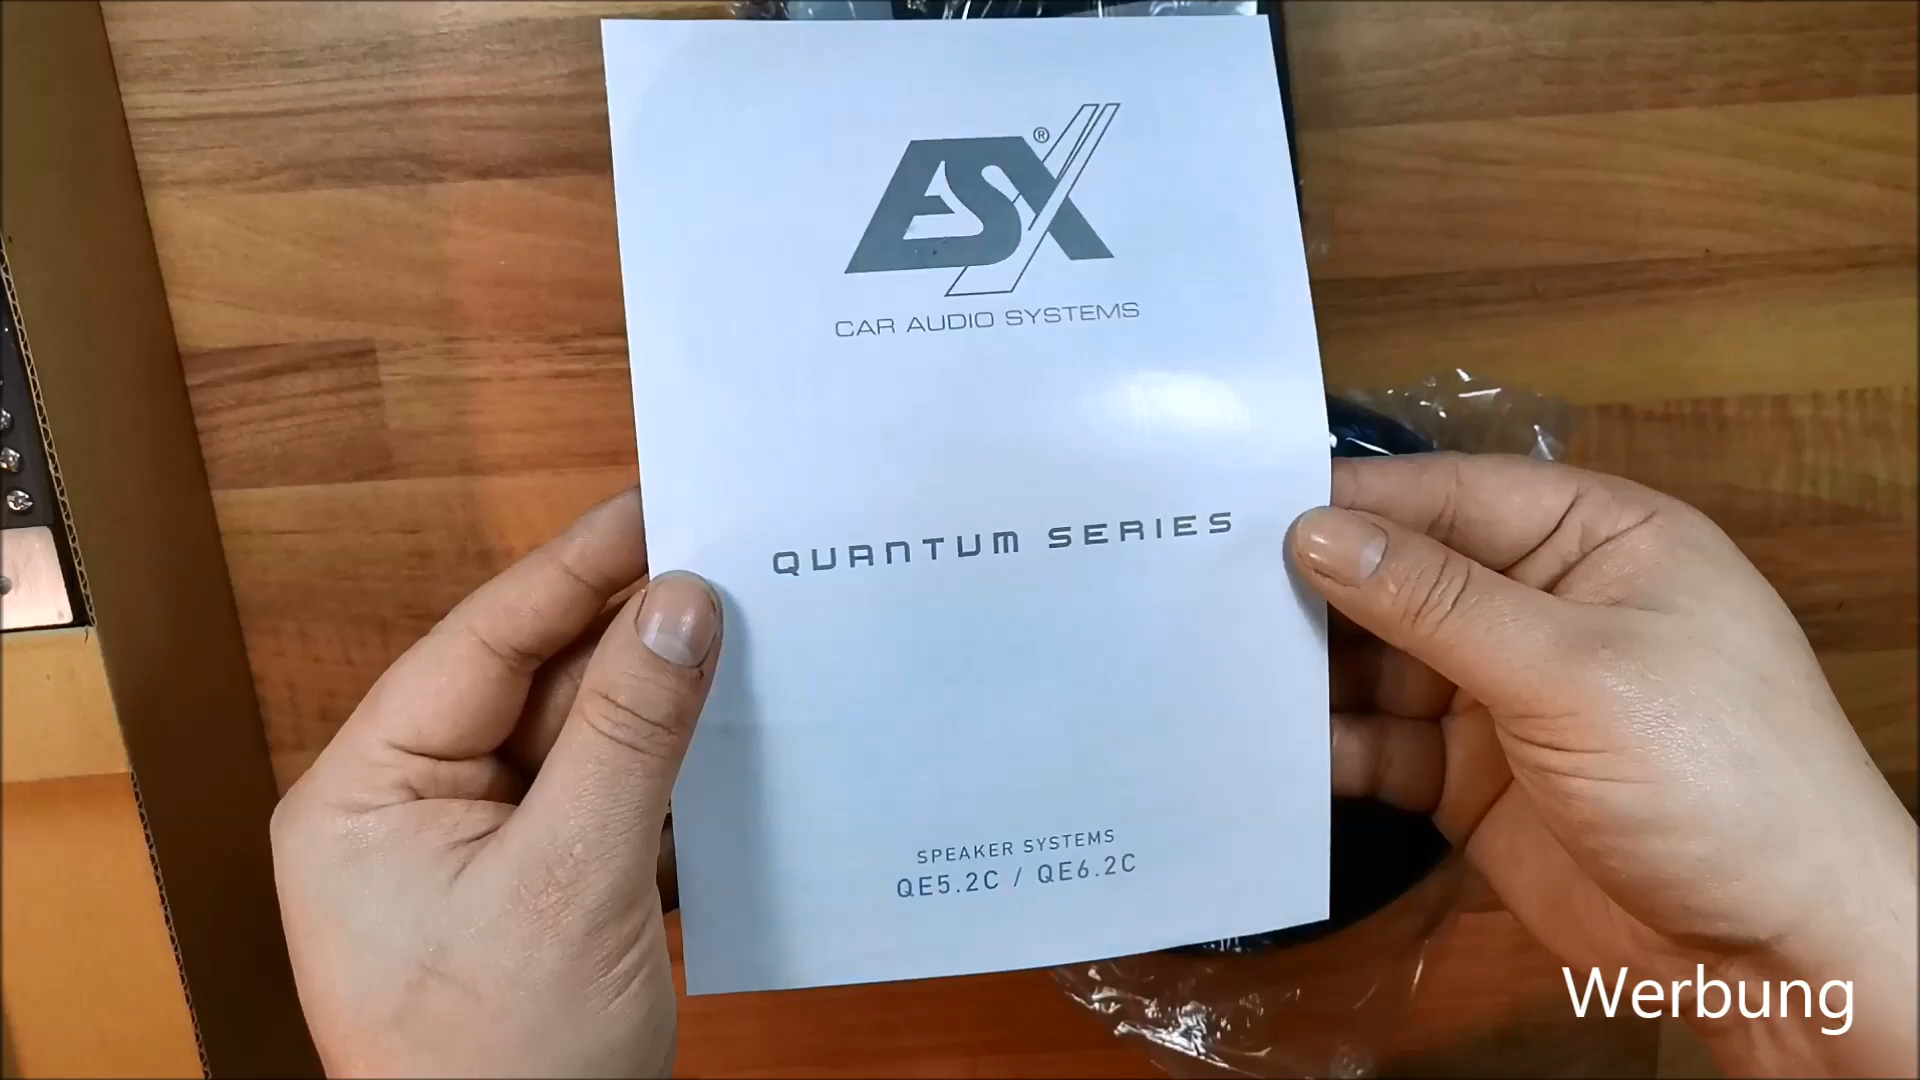 ESX®
CAR AUDIO SYSTEMS
QUANTUM SERIES
SPEAKER SYSTEMS
QE5.2C / QE6.2C
Werbung